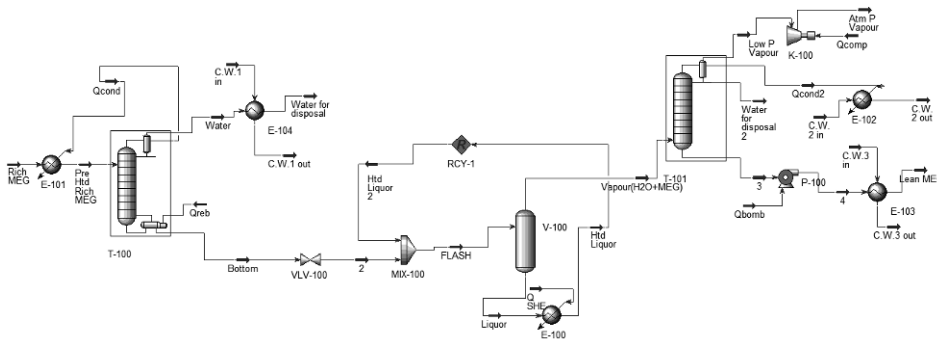 Rich
MEG
E-101
Pre
Htd
Rich
MEG
Qcond
T-100
Qreb
Water
C.W.1
in
E-104
Water for
disposal
C.W.1 out
Bottom
VLV-100
2
MIX-100
Htd
Liquor
2
RCY-1
R
FLASH
V-100
Liquor
Q
SHE
E-100
Htd
Liquor
Vapour(H2O+MEG)
T-101
Low P
Vapour
K-100
Atm P
Vapour
Qcomp
Qcond2
Water
for
disposal
2
C.W.
2 in
E-102
C.W.
2 out
3
P-100
Qbomb
4
C.W.3
in
E-103
Lean ME
C.W.3 out